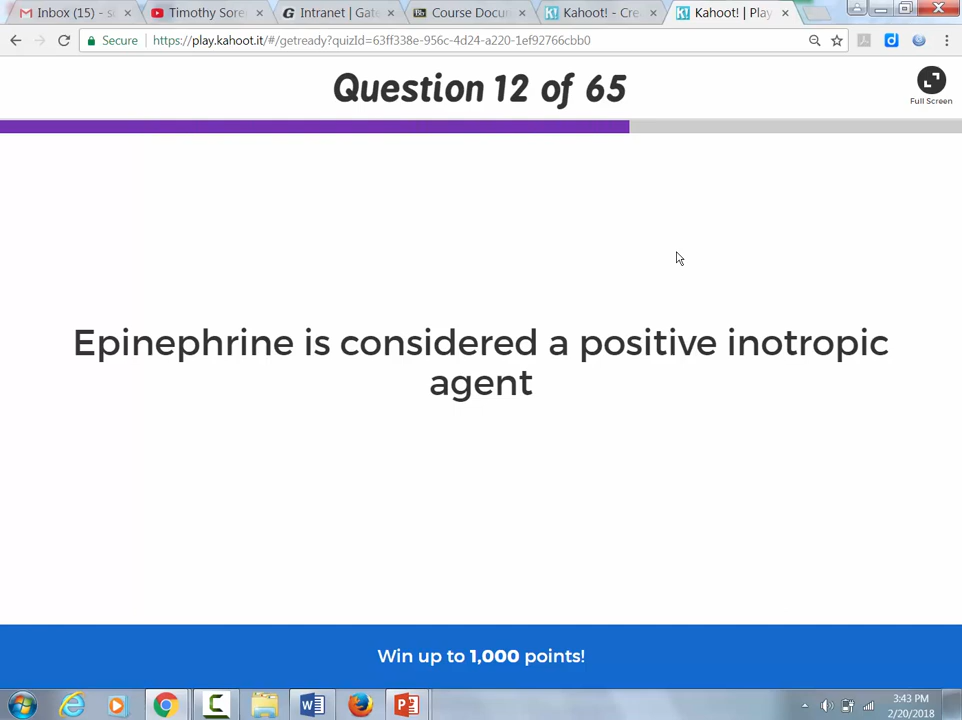 Inbox (15) - s
Timothy Sore
Intranet | Gate
Course Docu
Kahoot! - Cre
Kahoot! | Play
Secure
https://play.kahoot.it/#/getready?quizId=63ff338e-956c-4d24-a220-1ef92766cbb0
Question 12 of 65
Full Screen
Epinephrine is considered a positive inotropic
agent
Win up to 1,000 points!
3:43 PM
2/20/2018